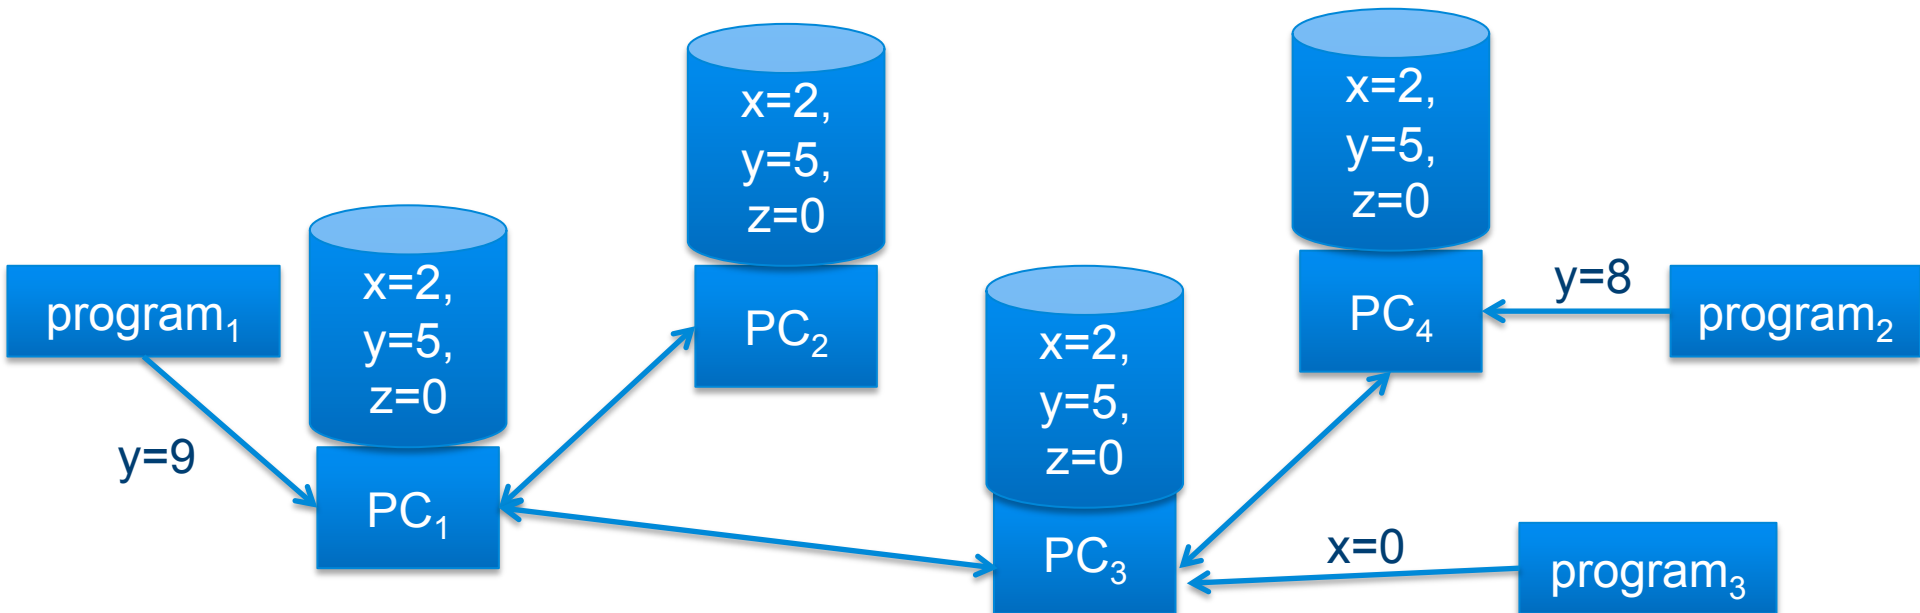 program₁
y=9
x=2,
y=5,
z=0
PC₁
x=2,
y=5,
z=0
PC₂
x=2,
y=5,
z=0
PC₃
x=2,
y=5,
z=0
PC₄
y=8
program₂
x=0
program₃